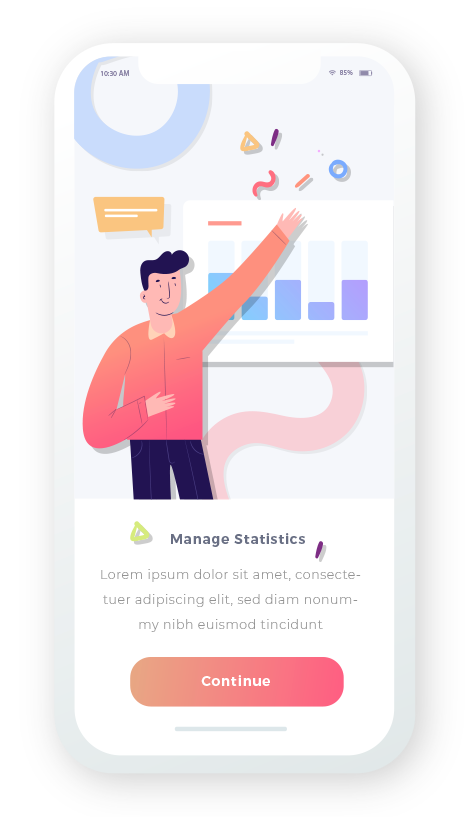 10:30 AM 85%
Manage Statistics
Lorem ipsum dolor sit amet, consecte-
tuer adipiscing elit, sed diam nonum-
my nibh euismod tincidunt
Continue